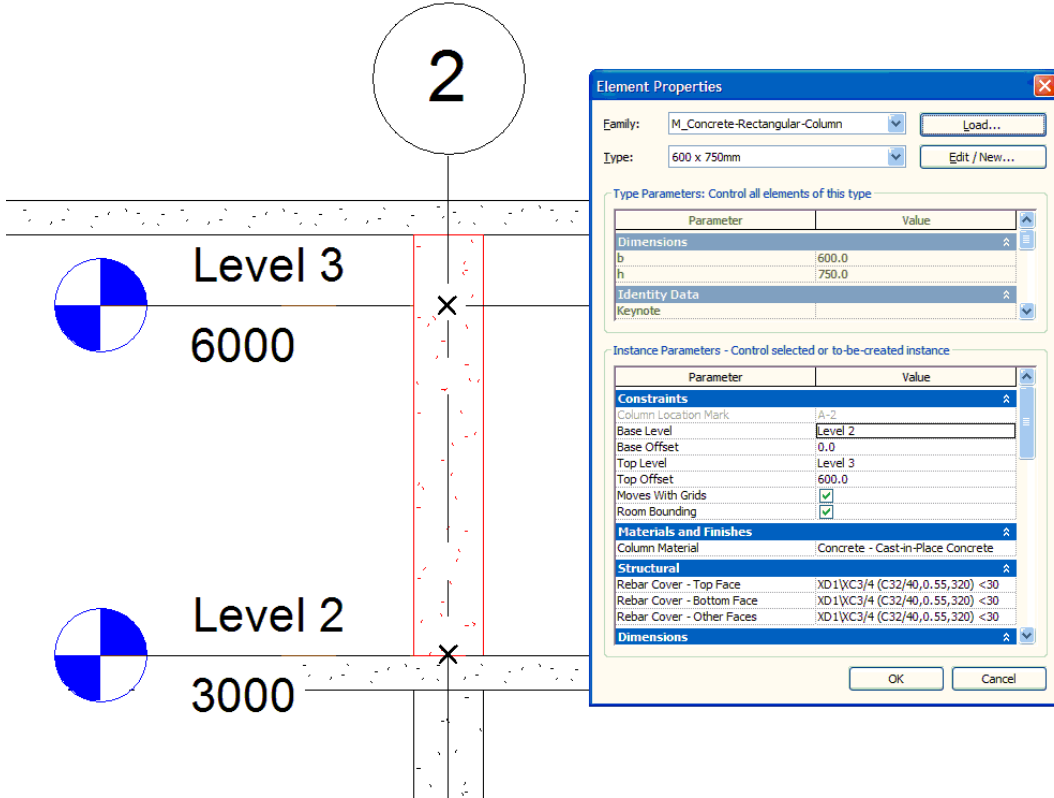 2
Level 3
6000
Level 2
3000
Element Properties
Family: M_Concrete-Rectangular-Column Load...
Type: 600 x 750mm Edit / New...
Type Parameters: Control all elements of this type
Parameter Value
Dimensions
b 600.0
h 750.0
Identity Data
Keynote
Instance Parameters - Control selected or to-be-created instance
Parameter Value
Constraints
Column Location Mark A-2
Base Level Level 2
Base Offset 0.0
Top Level Level 3
Top Offset 600.0
Moves With Grids
Room Bounding
Materials and Finishes
Column Material Concrete - Cast-in-Place Concrete
Structural
Rebar Cover - Top Face XD1\XC3/4 (C32/40,0.55,320) <30
Rebar Cover - Bottom Face XD1\XC3/4 (C32/40,0.55,320) <30
Rebar Cover - Other Faces XD1\XC3/4 (C32/40,0.55,320) <30
Dimensions
OK Cancel